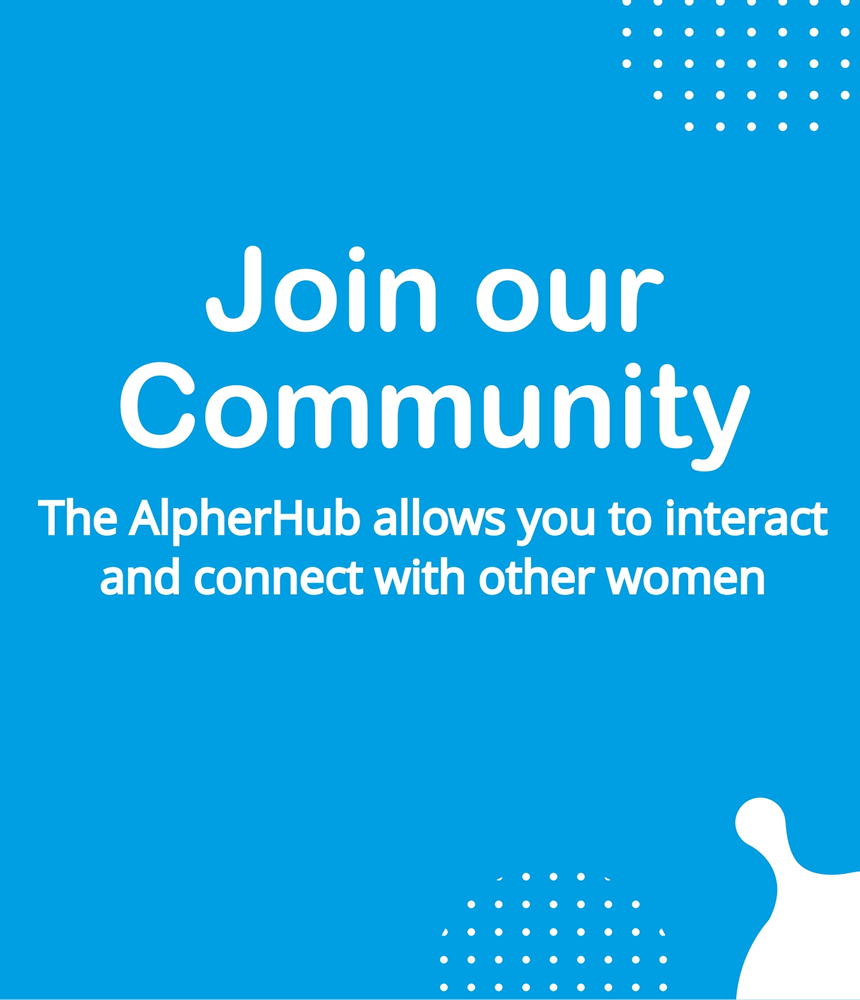 Join our
Community
The AlpherHub allows you to interact
and connect with other women